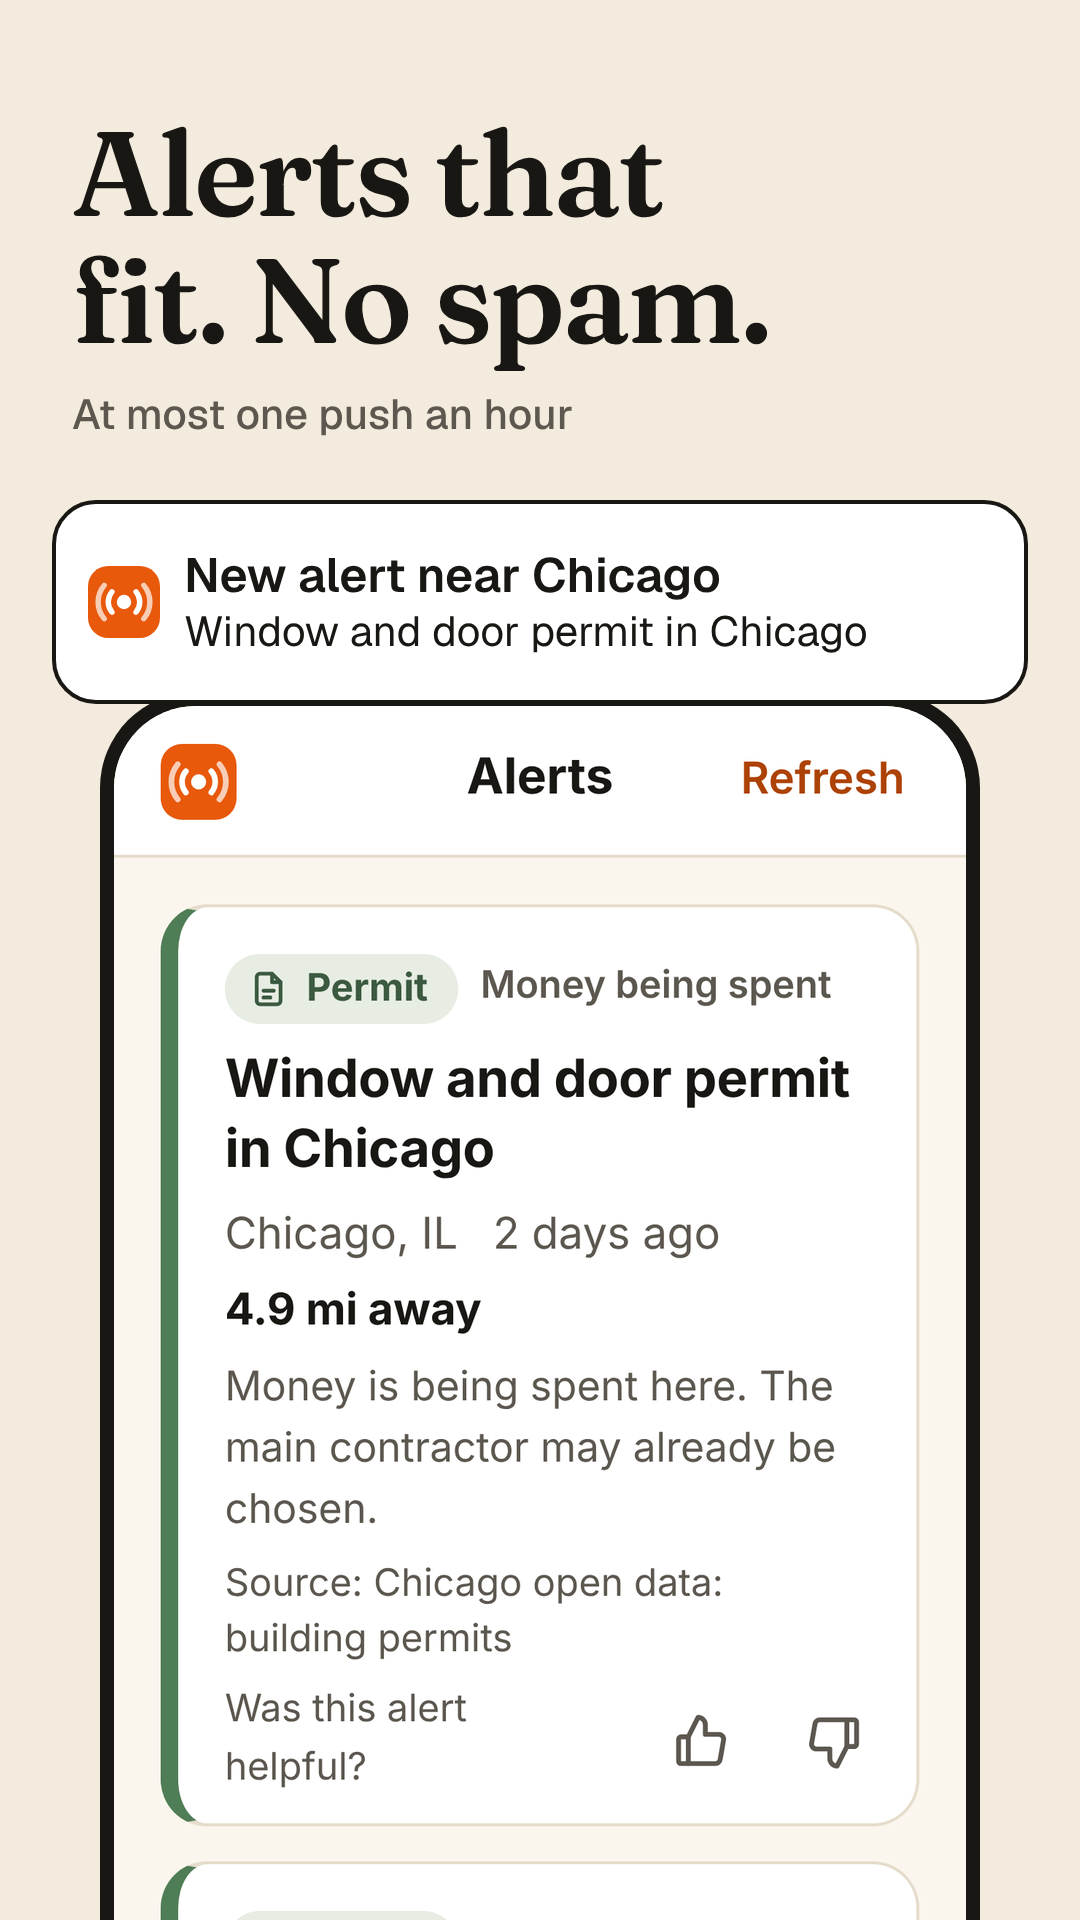 Alerts that
fit. No spam.
At most one push an hour
New alert near Chicago
Window and door permit in Chicago
Alerts
Refresh
Permit
Money being spent
Window and door permit
in Chicago
Chicago, IL 2 days ago
4.9 mi away
Money is being spent here. The
main contractor may already be
chosen.
Source: Chicago open data:
building permits
Was this alert
helpful?